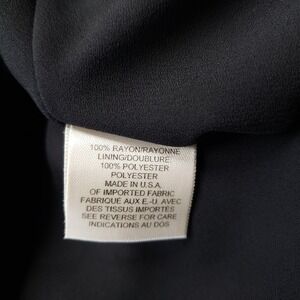 100% RAYON/RAYONNE
LINING/DOUBLURE
100% POLYESTER
POLYESTER
MADE IN U.S.A.
OF IMPORTED FABRIC
FABRIQUE AUX E.-U. AVEC
DES TISSUS IMPORTÉS
SEE REVERSE FOR CARE
INDICATIONS AU DOS